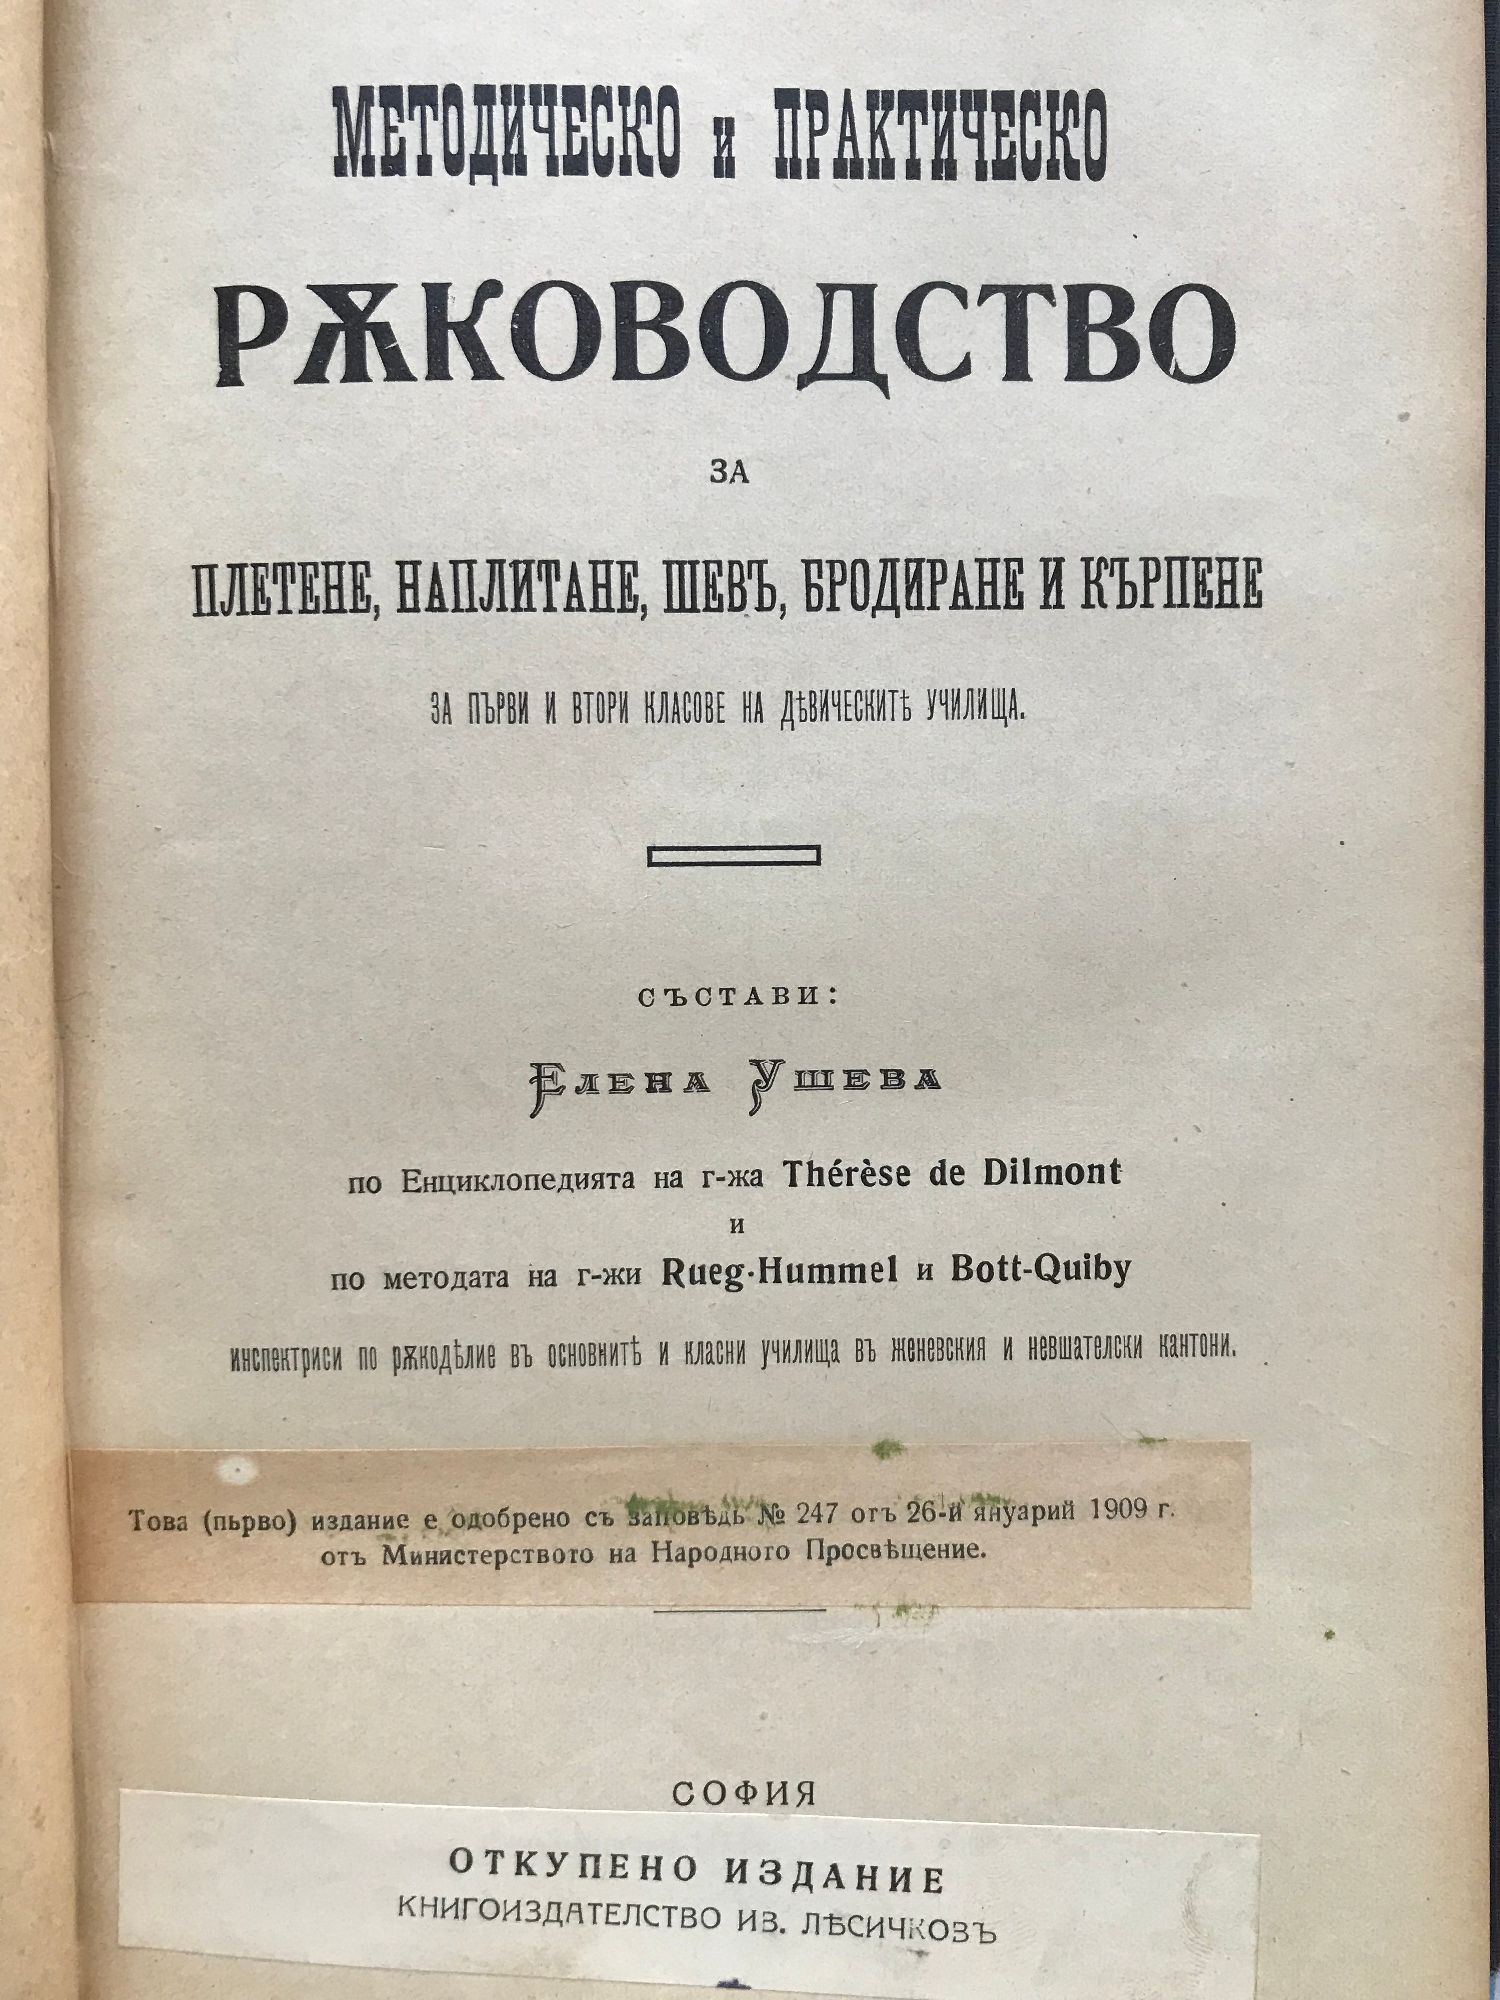 МЕТОДИЧЕСКО и ПРАКТИЧЕСКО
РѪКОВОДСТВО
ЗА
ПЛЕТЕНЕ, НАПЛИТАНЕ, ШЕВЪ, БРОДИРАНЕ И КЪРПЕНЕ
ЗА ПЪРВИ И ВТОРИ КЛАСОВЕ НА ДѢВИЧЕСКИТѢ УЧИЛИЩА.
СЪСТАВИ:
ЕЛЕНА УШЕВА
по Енциклопедията на г-жа Thérèse de Dilmont
и
по методата на г-жи Rueg-Hummel и Bott-Quiby
инспектриси по рѫкодѣлие въ основнитѣ и класни училища въ женевския и невшателски кантони.
Това (пьрво) издание е одобрено съ заповѣдь № 247 отъ 26-й януарий 1909 г.
отъ Министерството на Народното Просвѣщение.
СОФИЯ
ОТКУПЕНО ИЗДАНИЕ
КНИГОИЗДАТЕЛСТВО ИВ. ЛѢСИЧКОВЪ